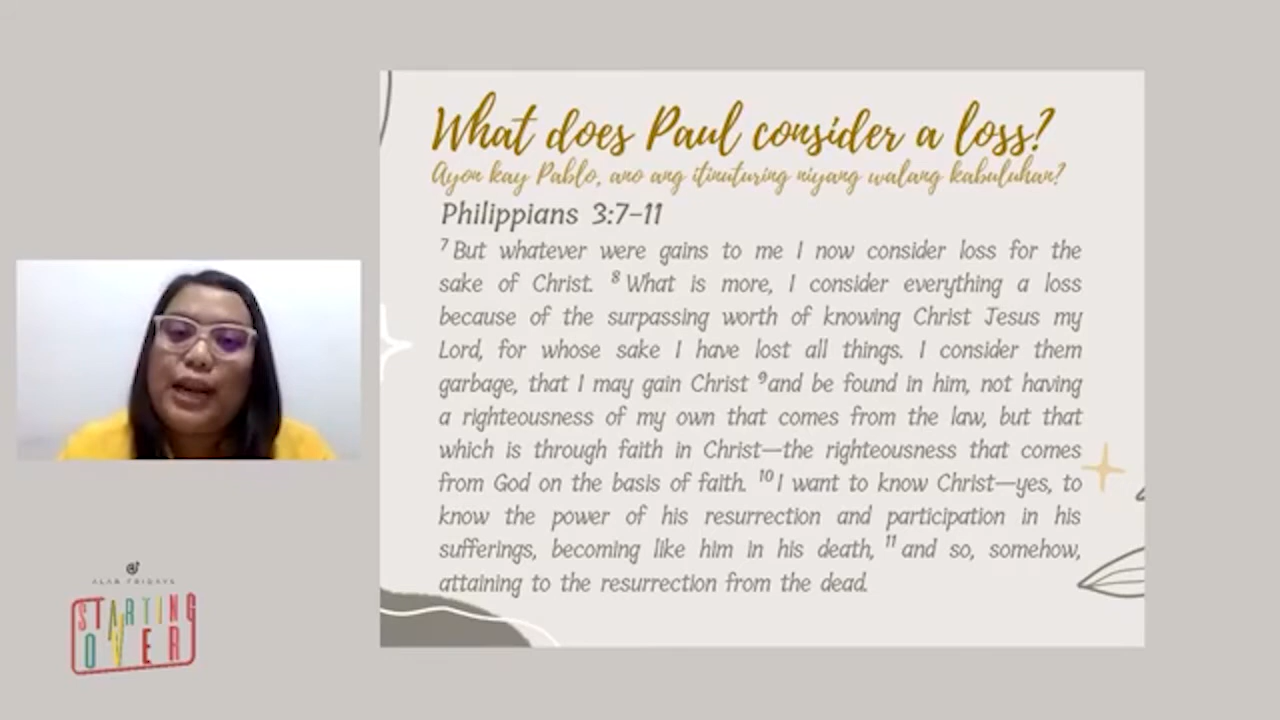 What does Paul consider a loss?
Ayon kay Pablo, ano ang itinuturing niyang walang kabuluhan?
Philippians 3:7-11
⁷ But whatever were gains to me I now consider loss for the
sake of Christ. ⁸ What is more, I consider everything a loss
because of the surpassing worth of knowing Christ Jesus my
Lord, for whose sake I have lost all things. I consider them
garbage, that I may gain Christ ⁹and be found in him, not having
a righteousness of my own that comes from the law, but that
which is through faith in Christ—the righteousness that comes
from God on the basis of faith. ¹⁰ I want to know Christ—yes, to
know the power of his resurrection and participation in his
sufferings, becoming like him in his death, ¹¹ and so, somehow,
attaining to the resurrection from the dead.
ALAB FRIDAYS
STARTING
OVER